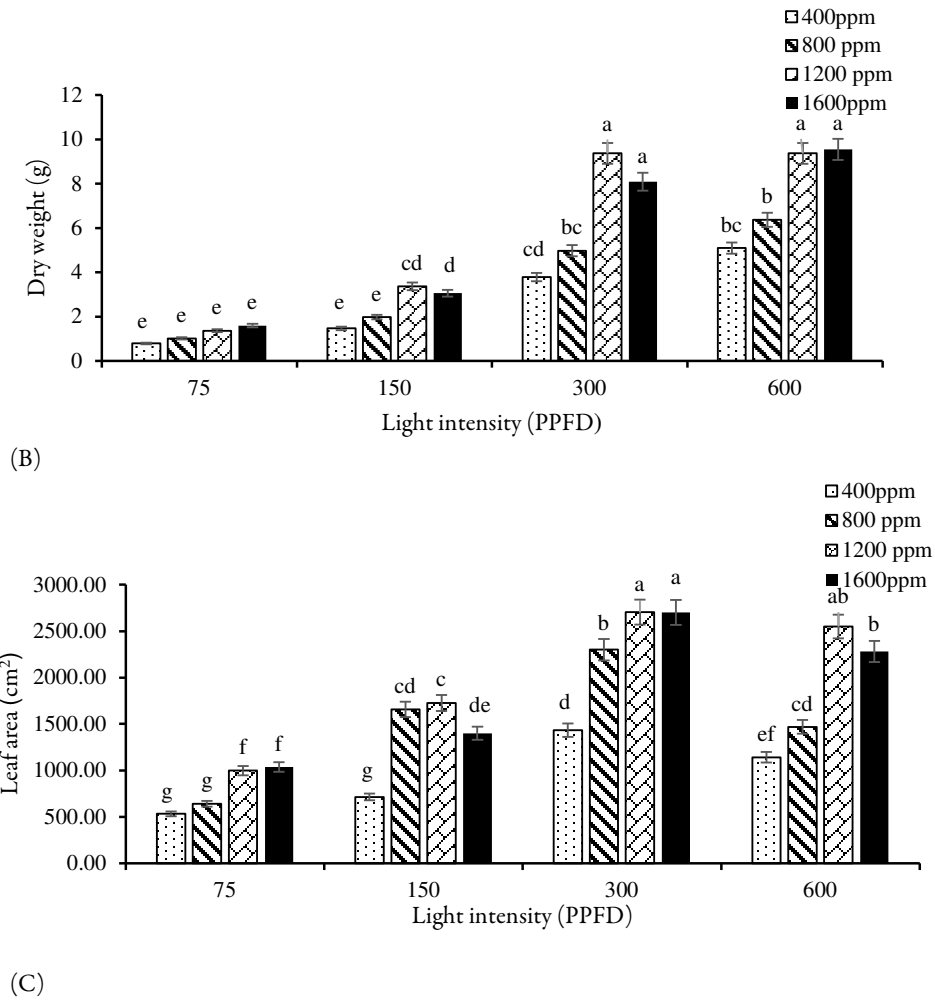 400ppm
800 ppm
1200 ppm
1600ppm
12
10
8
6
4
2
0
Dry weight (g)
e e e e
e e cd d
cd bc a a
bc b a a
75 150 300 600
Light intensity (PPFD)
(B)
400ppm
800 ppm
1200 ppm
1600ppm
3000.00
2500.00
2000.00
1500.00
1000.00
500.00
0.00
Leaf area (cm²)
g g f f
g cd c de
d b a a
ef cd ab b
75 150 300 600
Light intensity (PPFD)
(C)